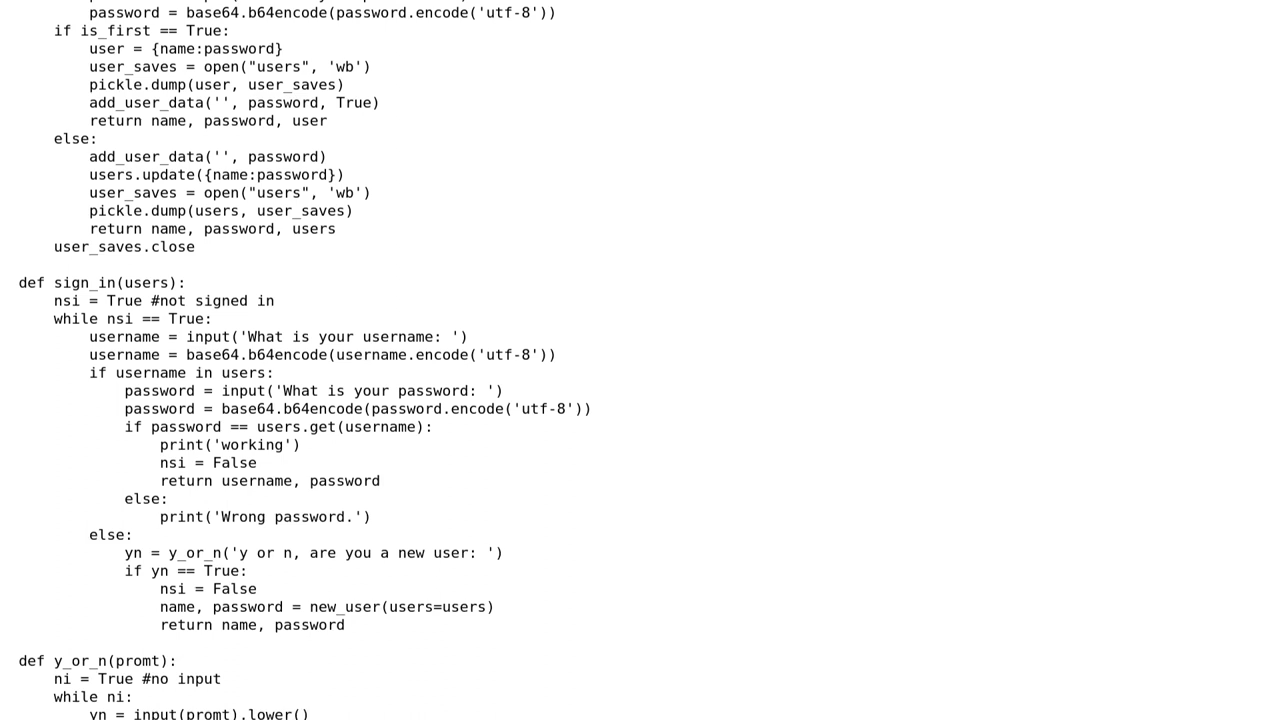 password = base64.b64encode(password.encode('utf-8'))
if is_first == True:
user = {name:password}
user_saves = open("users", 'wb')
pickle.dump(user, user_saves)
add_user_data('', password, True)
return name, password, user
else:
add_user_data('', password)
users.update({name:password})
user_saves = open("users", 'wb')
pickle.dump(users, user_saves)
return name, password, users
user_saves.close
def sign_in(users):
nsi = True #not signed in
while nsi == True:
username = input('What is your username: ')
username = base64.b64encode(username.encode('utf-8'))
if username in users:
password = input('What is your password: ')
password = base64.b64encode(password.encode('utf-8'))
if password == users.get(username):
print('working')
nsi = False
return username, password
else:
print('Wrong password.')
else:
yn = y_or_n('y or n, are you a new user: ')
if yn == True:
nsi = False
name, password = new_user(users=users)
return name, password
def y_or_n(promt):
ni = True #no input
while ni:
yn = input(promt).lower()